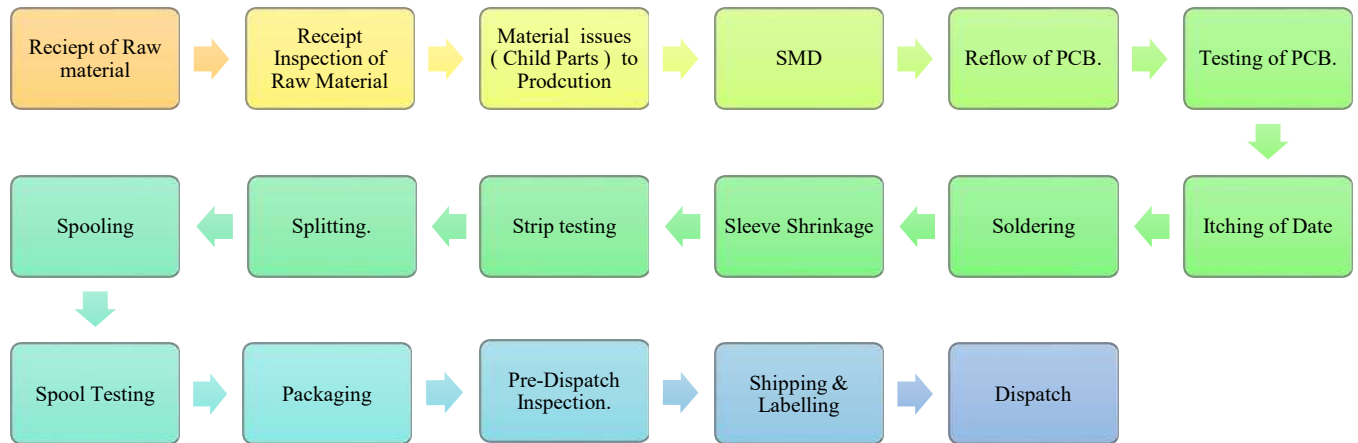 Reciept of Raw
material
Receipt
Inspection of
Raw Material
Material issues
( Child Parts ) to
Prodcution
SMD
Reflow of PCB.
Testing of PCB.
Itching of Date
Soldering
Sleeve Shrinkage
Strip testing
Splitting.
Spooling
Spool Testing
Packaging
Pre-Dispatch
Inspection.
Shipping &
Labelling
Dispatch